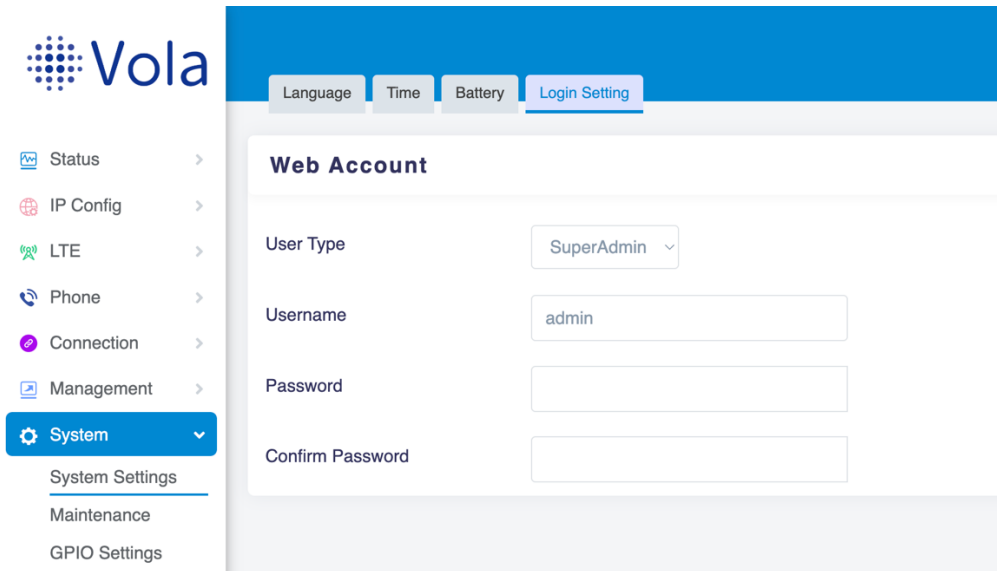 Vola
Language Time Battery Login Setting
Status
IP Config
LTE
Phone
Connection
Management
System
System Settings
Maintenance
GPIO Settings
Web Account
User Type SuperAdmin
Username admin
Password
Confirm Password